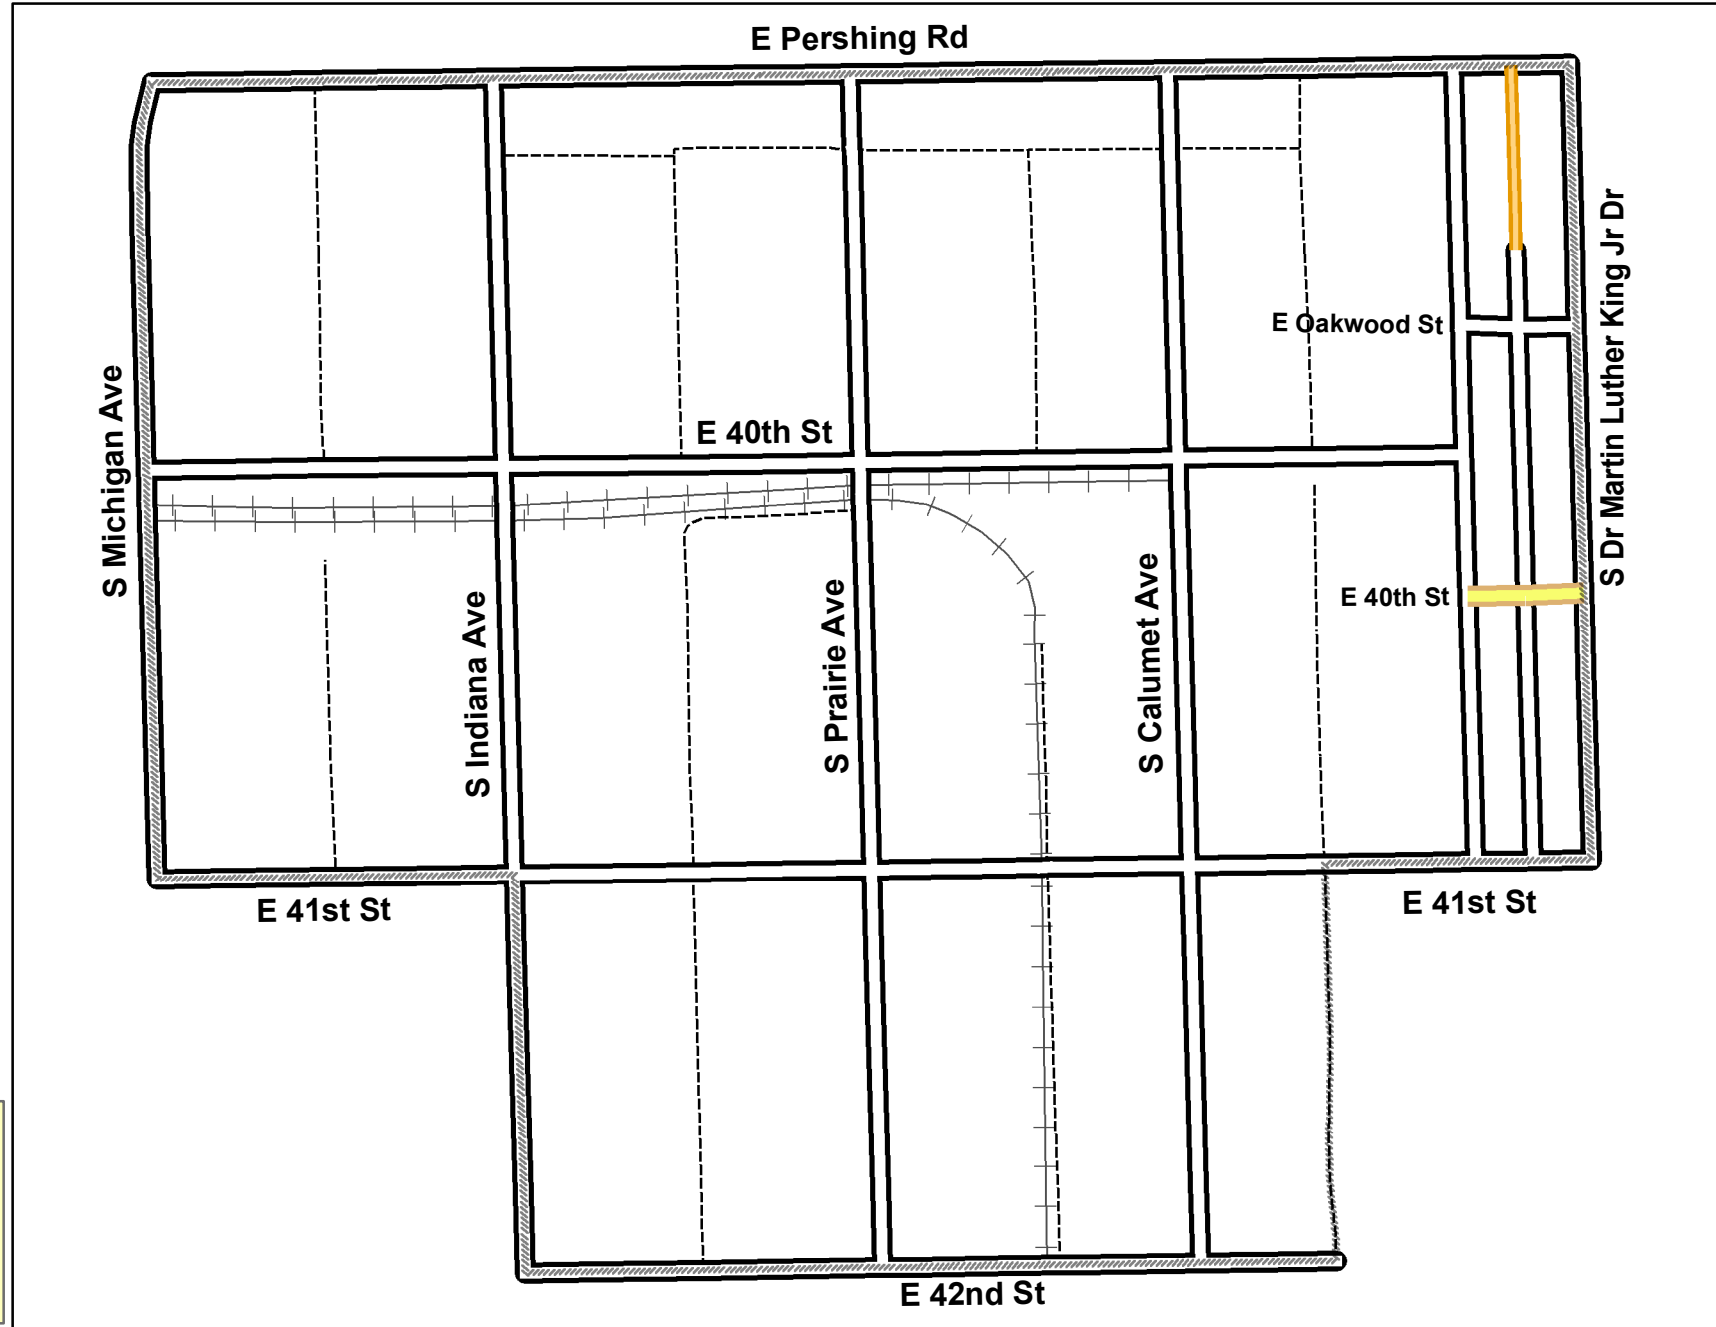 E Pershing Rd
S Dr Martin Luther King Jr Dr
E Oakwood St
S Michigan Ave
E 40th St
S Indiana Ave
S Prairie Ave
S Calumet Ave
E 40th St
E 41st St
E 41st St
E 42nd St